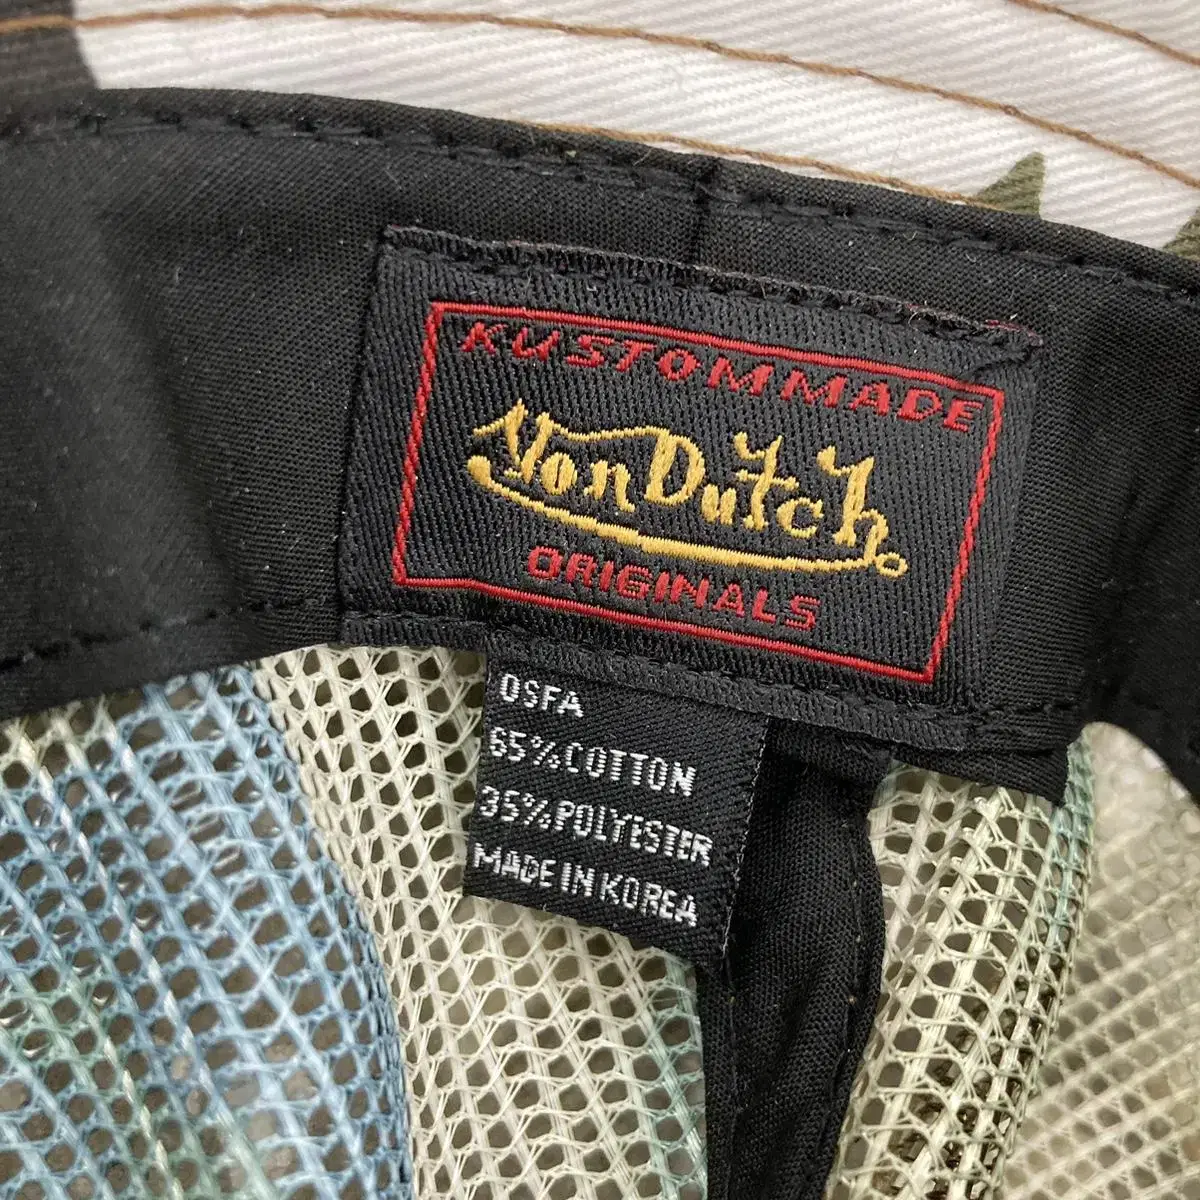 KUSTOMMADE
Von Dutch
ORIGINALS
OSFA
65%COTTON
35%POLYESTER
MADE IN KOREA